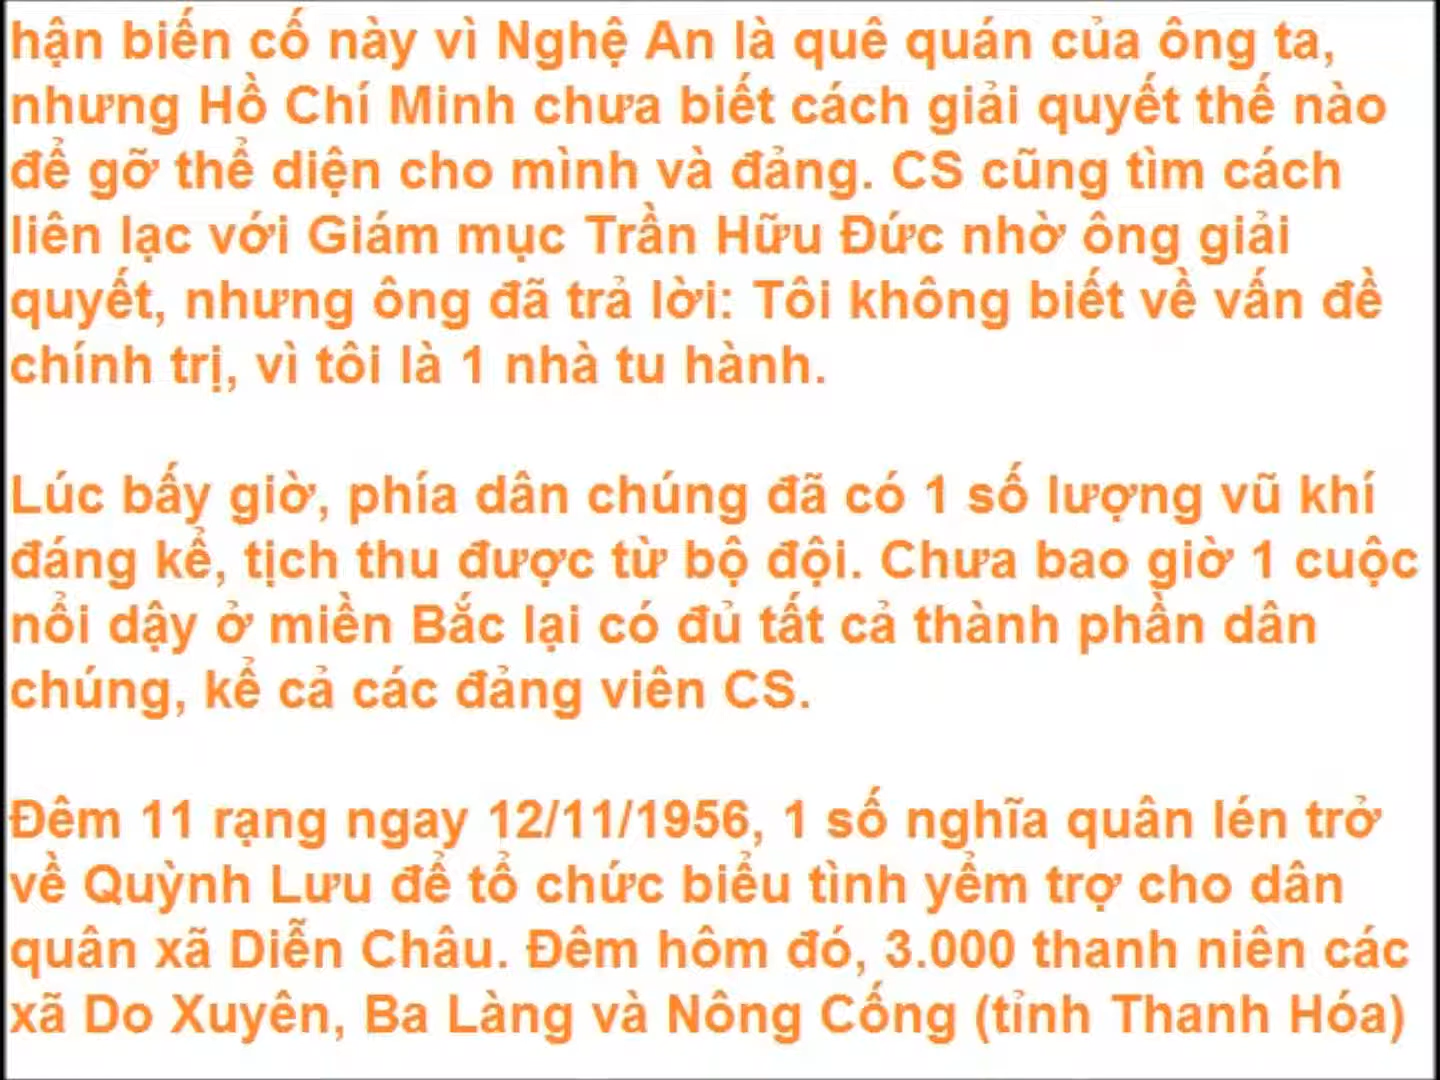 hận biến cố này vì Nghệ An là quê quán của ông ta,
nhưng Hồ Chí Minh chưa biết cách giải quyết thế nào
để gỡ thể diện cho mình và đảng. CS cũng tìm cách
liên lạc với Giám mục Trần Hữu Đức nhờ ông giải
quyết, nhưng ông đã trả lời: Tôi không biết về vấn đề
chính trị, vì tôi là 1 nhà tu hành.
Lúc bấy giờ, phía dân chúng đã có 1 số lượng vũ khí
đáng kể, tịch thu được từ bộ đội. Chưa bao giờ 1 cuộc
nổi dậy ở miền Bắc lại có đủ tất cả thành phần dân
chúng, kể cả các đảng viên CS.
Đêm 11 rạng ngay 12/11/1956, 1 số nghĩa quân lén trở
về Quỳnh Lưu để tổ chức biểu tình yểm trợ cho dân
quân xã Diễn Châu. Đêm hôm đó, 3.000 thanh niên các
xã Do Xuyên, Ba Làng và Nông Cống (tỉnh Thanh Hóa)